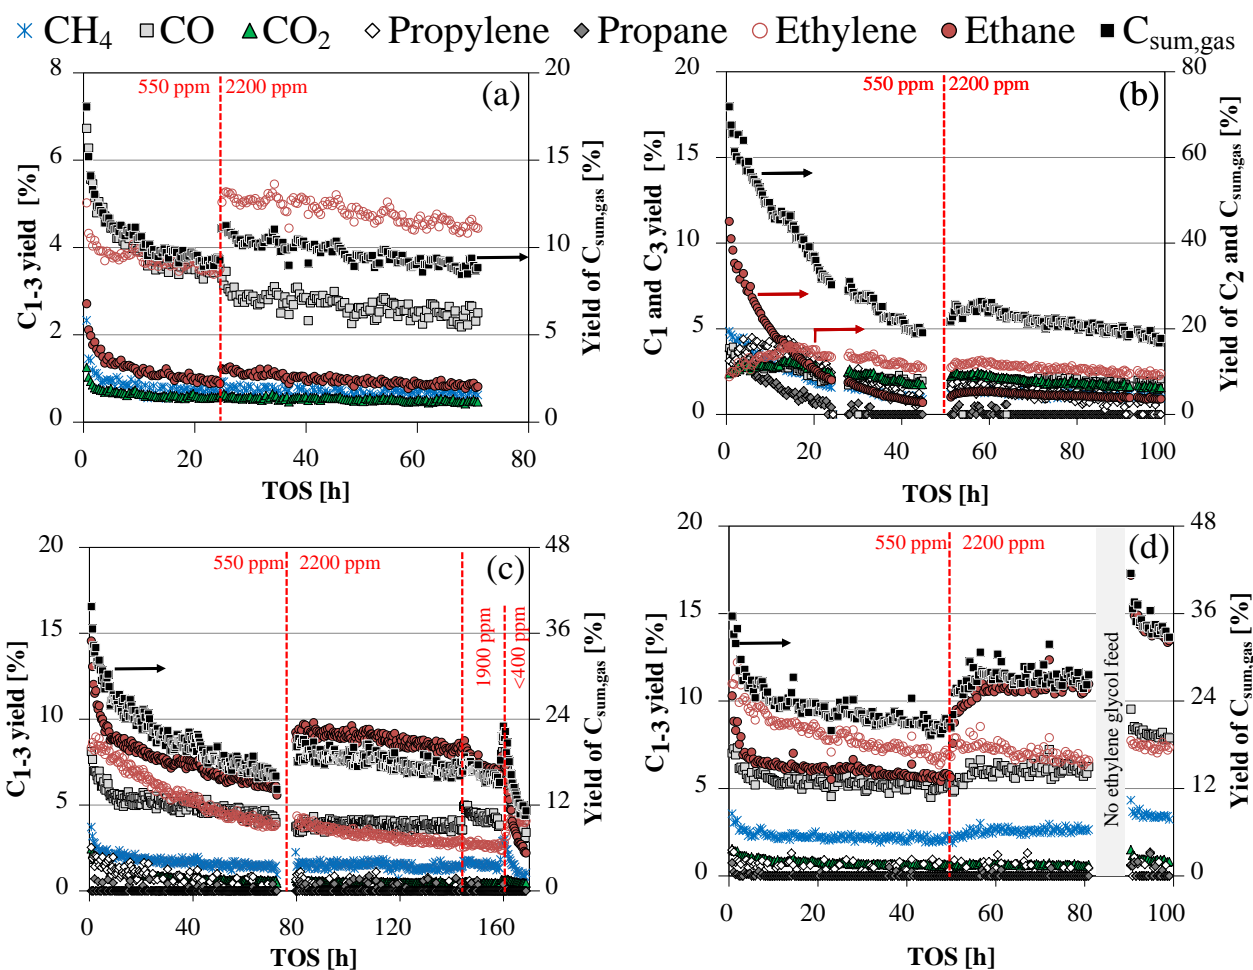 CH4 CO CO2 Propylene Propane Ethylene Ethane Csum,gas
8
6
4
2
0
C1-3 yield [%]
550 ppm 2200 ppm
(a)
20
15
10
5
0
Yield of Csum,gas [%]
0 20 40 60 80
TOS [h]
20
15
10
5
0
C1 and C3 yield [%]
550 ppm 2200 ppm
(b)
80
60
40
20
0
Yield of C2 and Csum,gas [%]
0 20 40 60 80 100
TOS [h]
20
15
10
5
0
C1-3 yield [%]
550 ppm 2200 ppm
1900 ppm
<400 ppm
(c)
48
36
24
12
0
Yield of Csum,gas [%]
0 40 80 120 160
TOS [h]
20
15
10
5
0
C1-3 yield [%]
550 ppm 2200 ppm
No ethylene glycol feed
(d)
48
36
24
12
0
Yield of Csum,gas [%]
0 20 40 60 80 100
TOS [h]